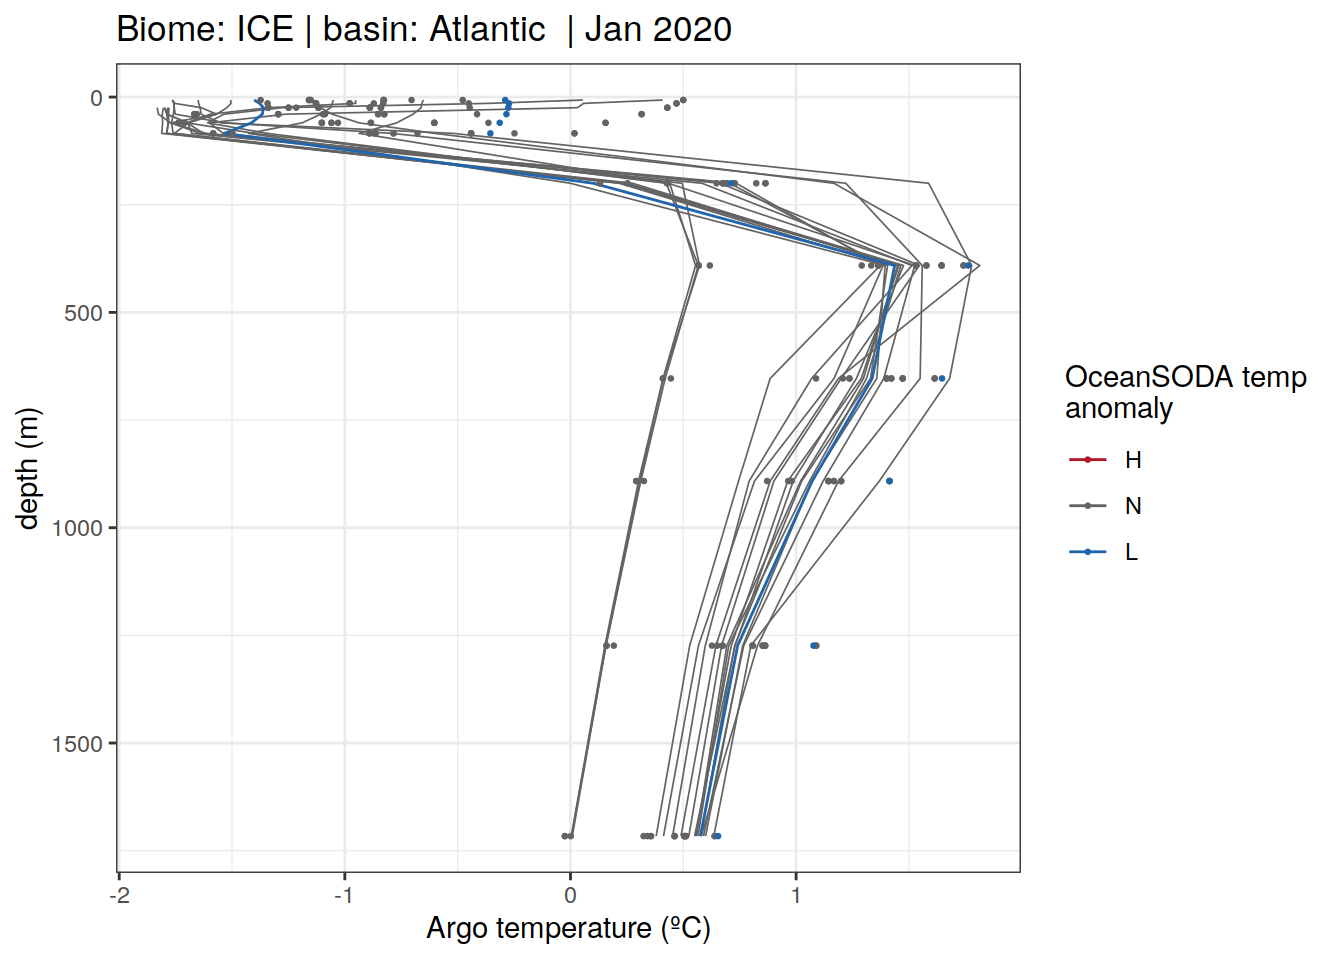 Biome: ICE | basin: Atlantic  | Jan 2020
0
500
1000
1500
depth (m)
-2
-1
0
1
Argo temperature (ºC)
OceanSODA temp
anomaly
H
N
L